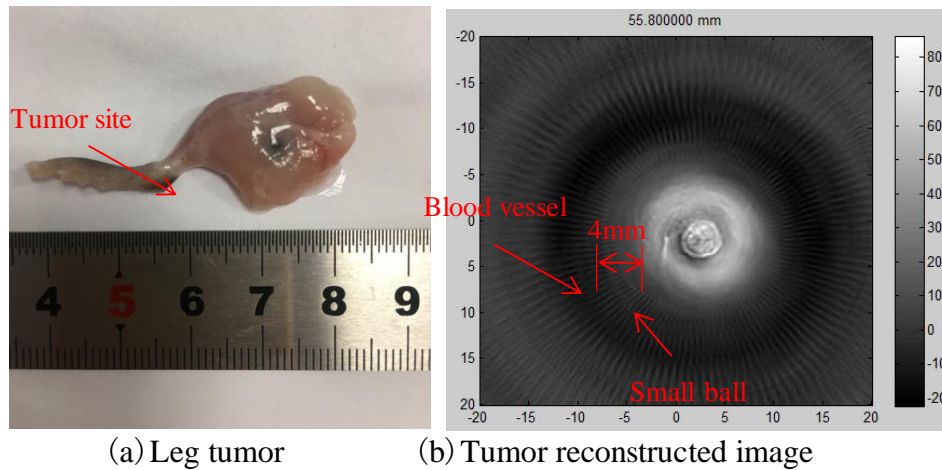 Tumor site
4 5 6 7 8 9
(a) Leg tumor
55.800000 mm
-20
-15
-10
-5
0
5
10
15
20
-20 -15 -10 -5 0 5 10 15 20
80
70
60
50
40
30
20
10
0
-10
-20
Blood vessel
4mm
Small ball
(b) Tumor reconstructed image